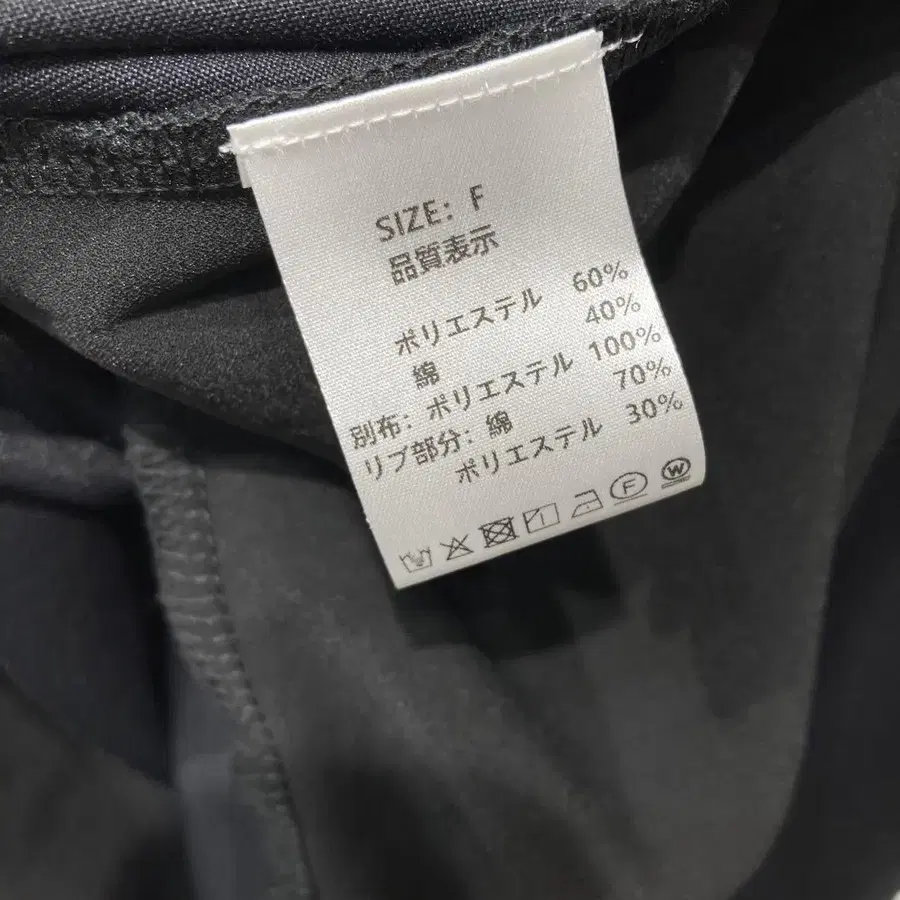 SIZE: F
品質表示
ポリエステル 60%
綿 40%
別布: ポリエステル 100%
リブ部分: 綿 70%
ポリエステル 30%
F W